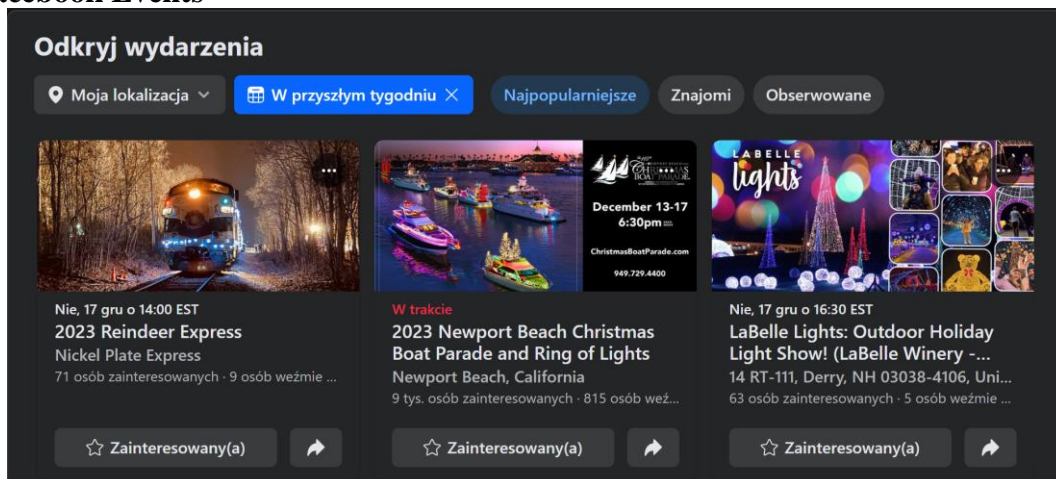 Odkryj wydarzenia
Moja lokalizacja
W przyszłym tygodniu
Najpopularniejsze
Znajomi
Obserwowane
CHRISTMAS
BOAT PARADE
December 13-17
6:30pm
ChristmasBoatParade.com
949.729.4400
LABELLE
lights
Nie, 17 gru o 14:00 EST
2023 Reindeer Express
Nickel Plate Express
71 osób zainteresowanych · 9 osób weźmie ...
W trakcie
2023 Newport Beach Christmas
Boat Parade and Ring of Lights
Newport Beach, California
9 tys. osób zainteresowanych · 815 osób weź...
Nie, 17 gru o 16:30 EST
LaBelle Lights: Outdoor Holiday
Light Show! (LaBelle Winery -...
14 RT-111, Derry, NH 03038-4106, Uni...
63 osób zainteresowanych · 5 osób weźmie ...
Zainteresowany(a)
Zainteresowany(a)
Zainteresowany(a)